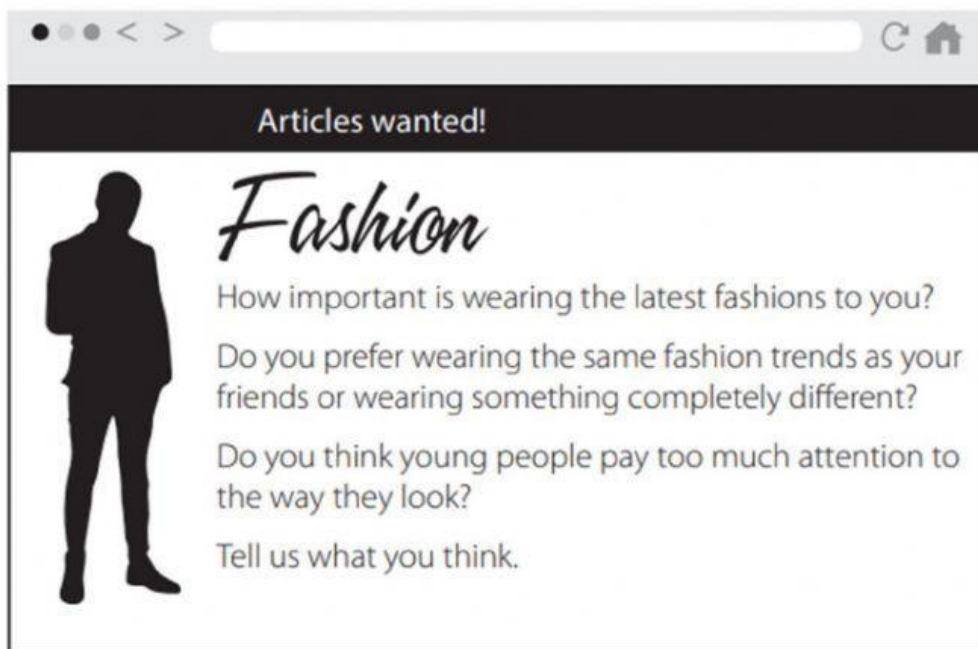 Articles wanted!
Fashion
How important is wearing the latest fashions to you?
Do you prefer wearing the same fashion trends as your
friends or wearing something completely different?
Do you think young people pay too much attention to
the way they look?
Tell us what you think.